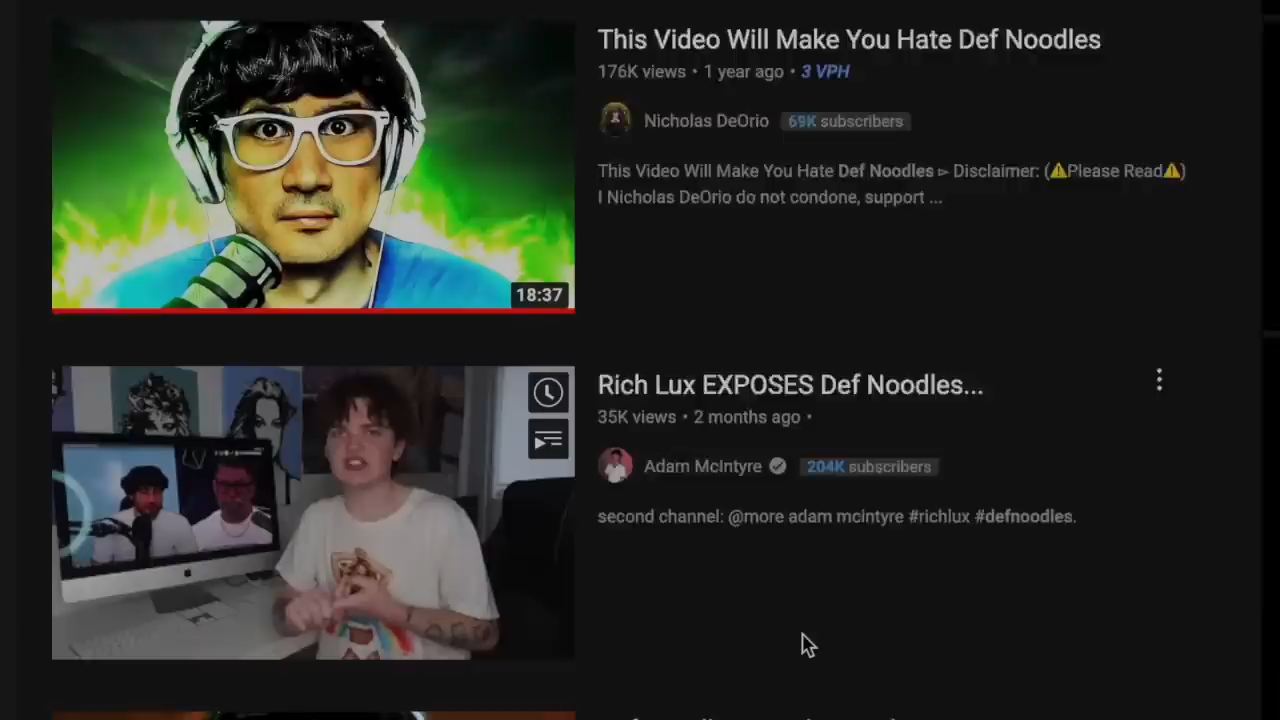 This Video Will Make You Hate Def Noodles
176K views • 1 year ago • 3 VPH
Nicholas DeOrio 69K subscribers
This Video Will Make You Hate Def Noodles ▻ Disclaimer: (⚠Please Read⚠)
I Nicholas DeOrio do not condone, support ...
18:37
Rich Lux EXPOSES Def Noodles...
35K views • 2 months ago •
Adam McIntyre 204K subscribers
second channel: @more adam mcintyre #richlux #defnoodles.